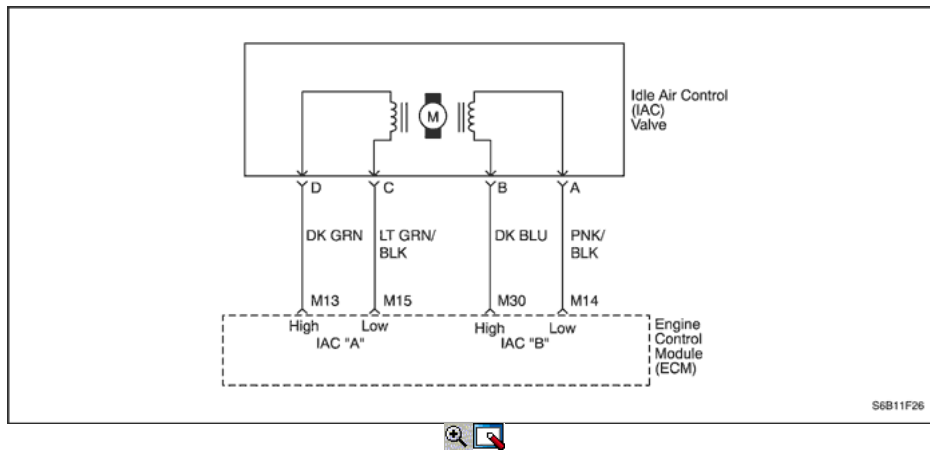 Idle Air Control
(IAC)
Valve
M
D
C
B
A
DK GRN
LT GRN/
BLK
DK BLU
PNK/
BLK
M13
M15
M30
M14
High
Low
IAC "A"
High
Low
IAC "B"
Engine
Control
Module
(ECM)
S6B11F26